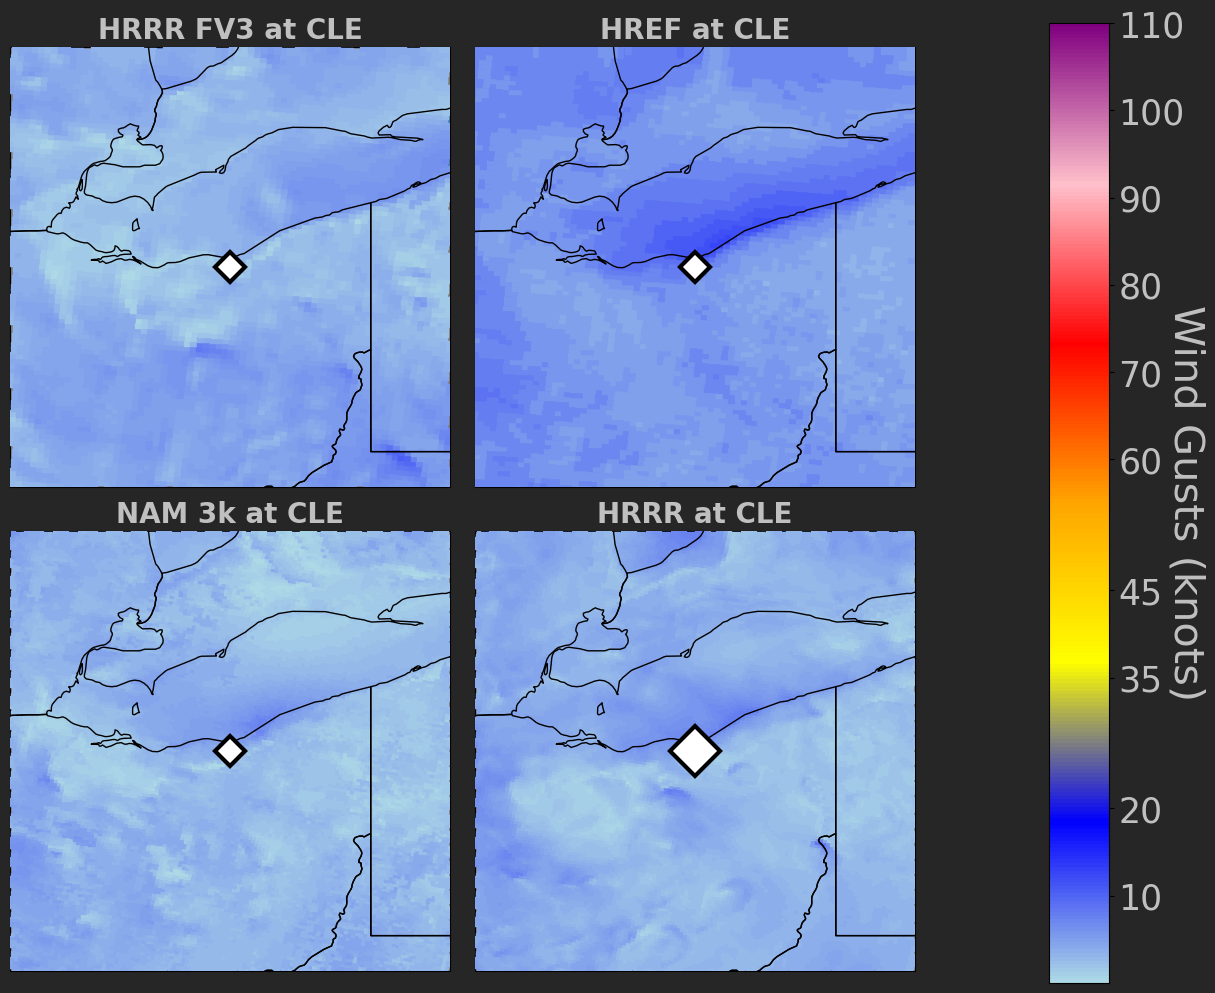 HRRR FV3 at CLE
HREF at CLE
NAM 3k at CLE
HRRR at CLE
110
100
90
80
70
60
45
35
20
10
Wind Gusts (knots)